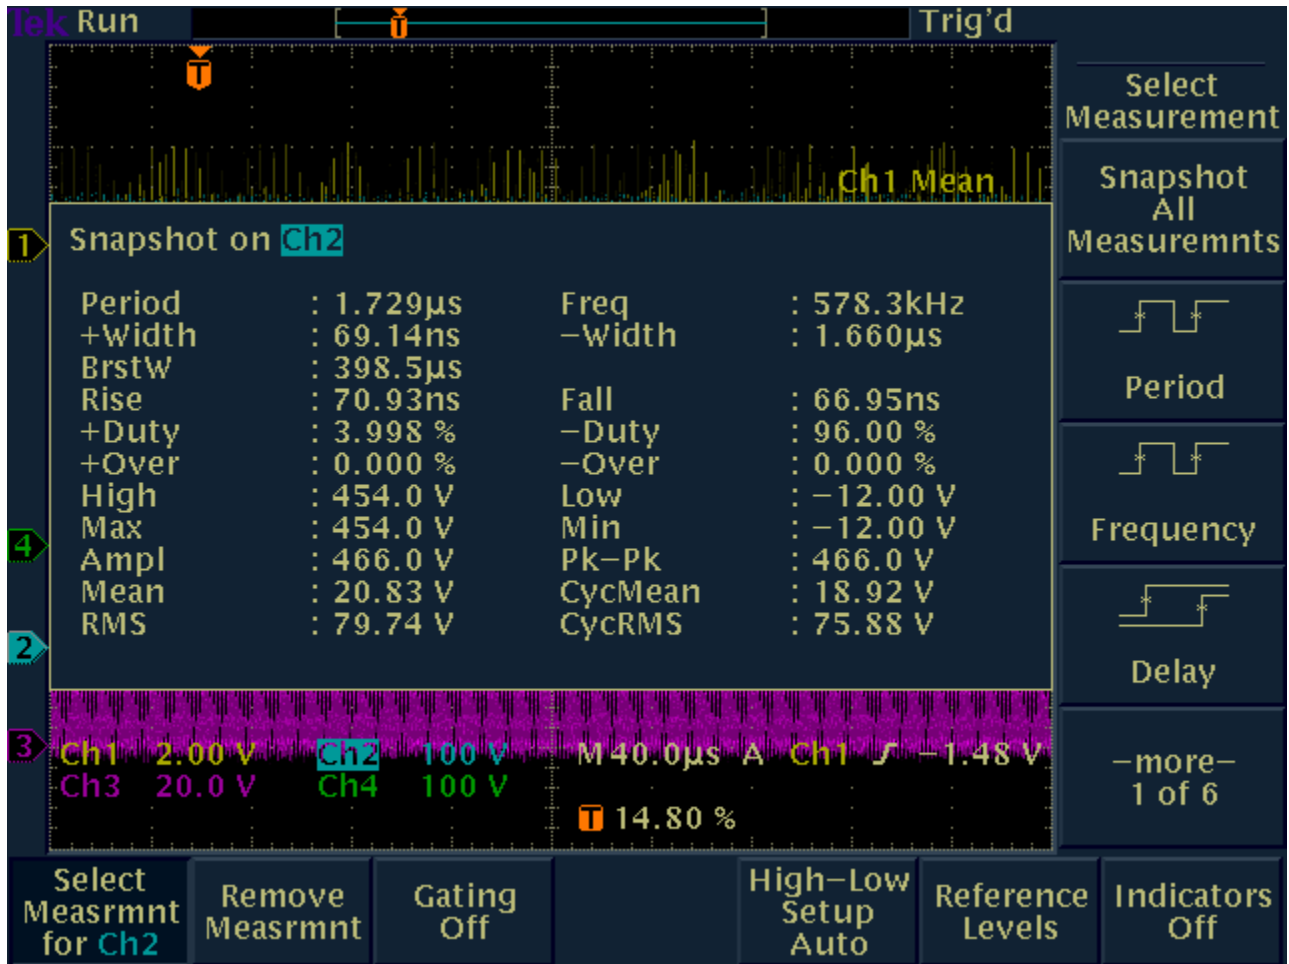 Tek Run Trig'd
T
T
Select
Measurement
Snapshot
All
Measuremnts
Ch1 Mean
1
Snapshot on Ch2
Period : 1.729µs Freq : 578.3kHz
+Width : 69.14ns −Width : 1.660µs
BrstW : 398.5µs
Rise : 70.93ns Fall : 66.95ns
+Duty : 3.998 % −Duty : 96.00 %
+Over : 0.000 % −Over : 0.000 %
High : 454.0 V Low : −12.00 V
Max : 454.0 V Min : −12.00 V
Ampl : 466.0 V Pk−Pk : 466.0 V
Mean : 20.83 V CycMean : 18.92 V
RMS : 79.74 V CycRMS : 75.88 V
4
2
3
Period
Frequency
Delay
−more−
1 of 6
Ch1 2.00 V Ch2 100 V M 40.0µs A Ch1 −1.48 V
Ch3 20.0 V Ch4 100 V
T 14.80 %
Select
Measrmnt
for Ch2
Remove
Measrmnt
Gating
Off
High−Low
Setup
Auto
Reference
Levels
Indicators
Off